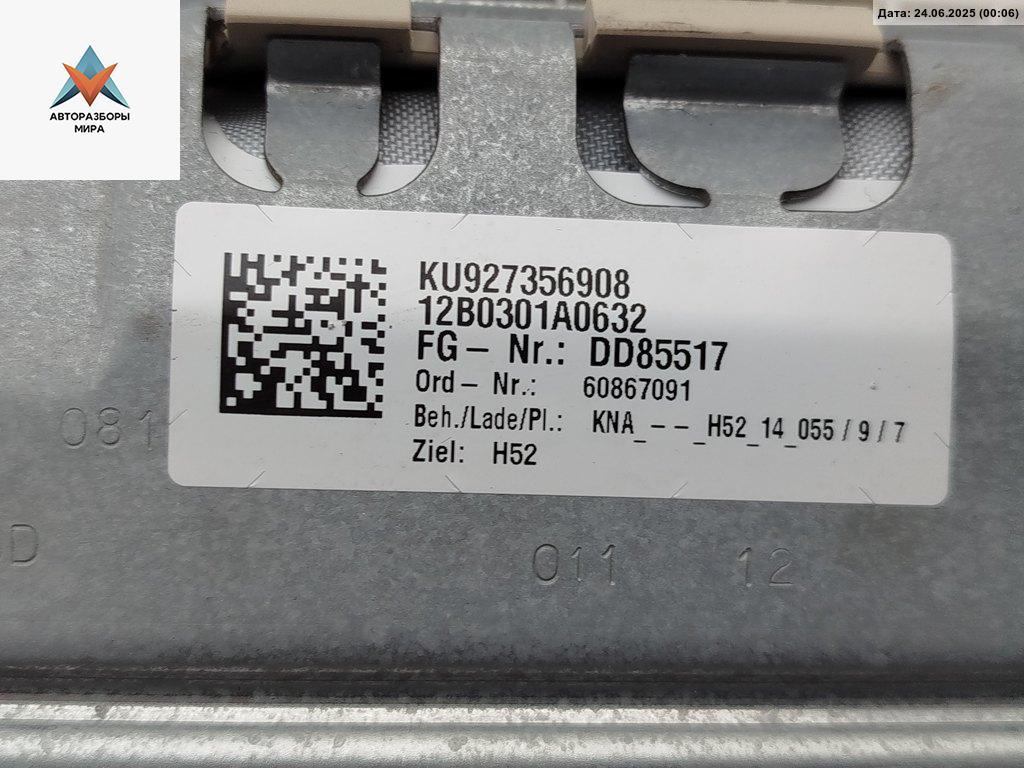 Дата: 24.06.2025 (00:06)
АВТОРАЗБОРЫ
МИРА
KU927356908
12B0301A0632
FG – Nr.: DD85517
Ord – Nr.: 60867091
Beh./Lade/Pl.: KNA_ – – _H52_14_055 / 9 / 7
Ziel: H52
081
D
011 12